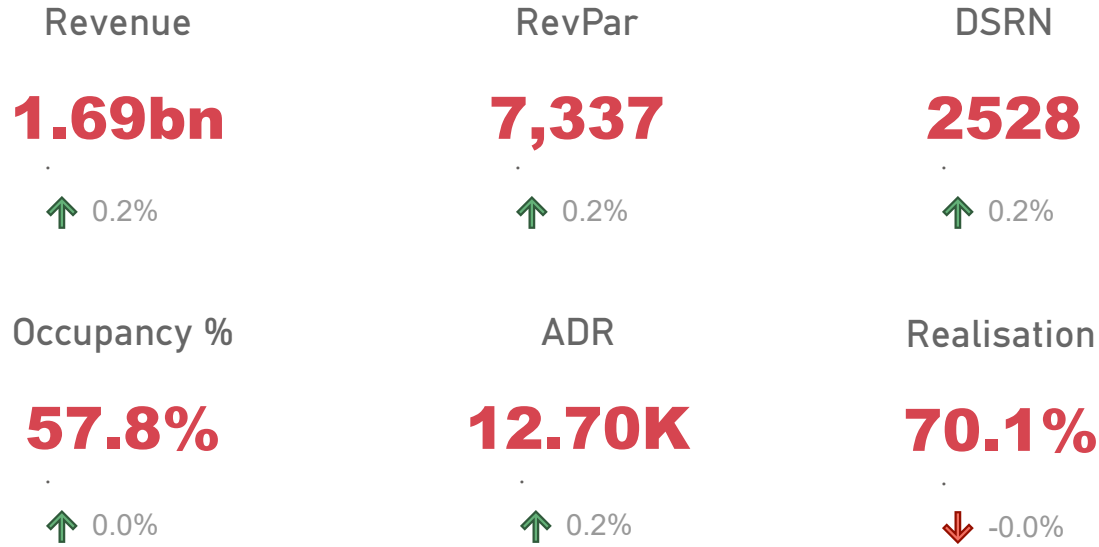 Revenue RevPar DSRN
1.69bn 7,337 2528
. . .
0.2% 0.2% 0.2%
Occupancy % ADR Realisation
57.8% 12.70K 70.1%
. . .
0.0% 0.2% -0.0%